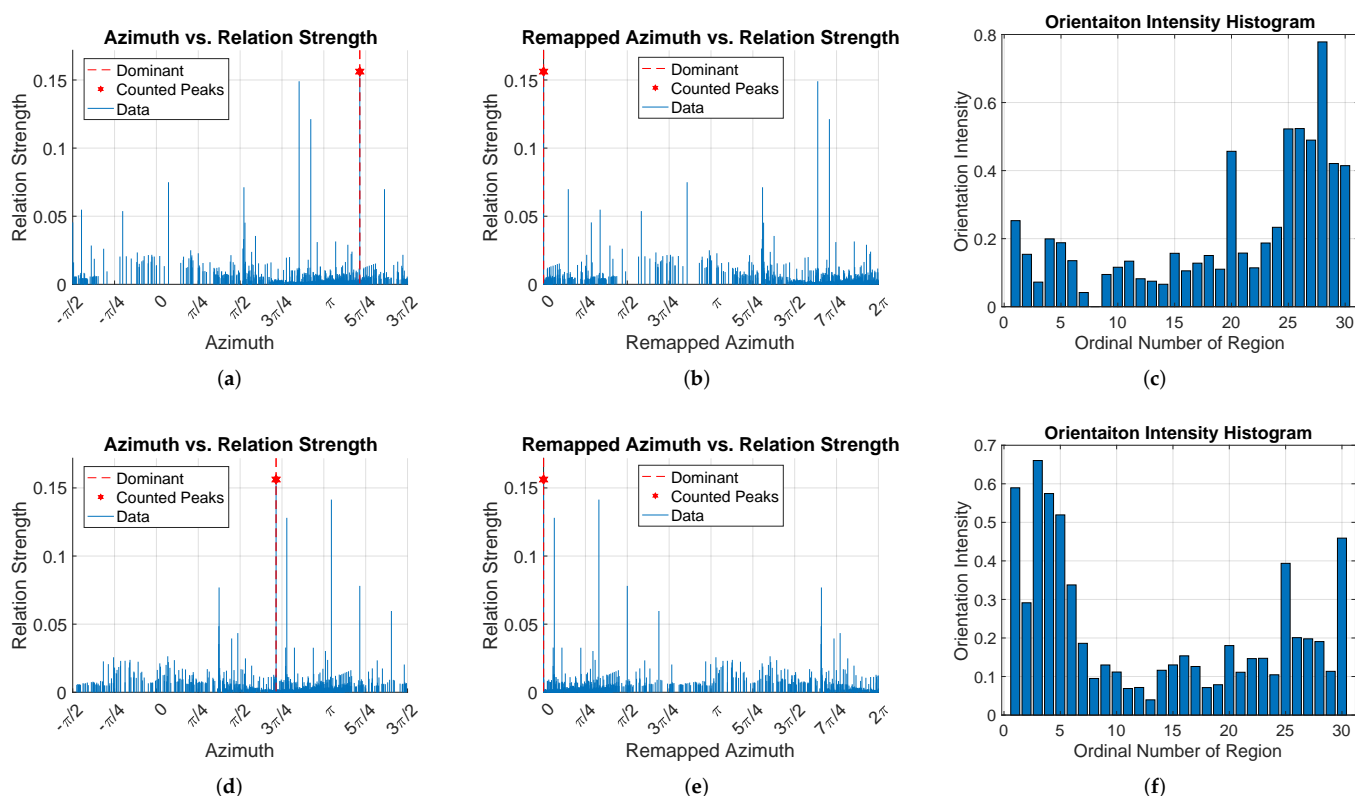 Azimuth vs. Relation Strength
Dominant
Counted Peaks
Data
Relation Strength
0.15
0.1
0.05
0
-π/2
-π/4
0
π/4
π/2
3π/4
π
5π/4
3π/2
Azimuth
(a)
Remapped Azimuth vs. Relation Strength
Dominant
Counted Peaks
Data
Relation Strength
0.15
0.1
0.05
0
0
π/4
π/2
3π/4
π
5π/4
3π/2
7π/4
2π
Remapped Azimuth
(b)
Orientaiton Intensity Histogram
Orientation Intensity
0.8
0.6
0.4
0.2
0
0
5
10
15
20
25
30
Ordinal Number of Region
(c)
Azimuth vs. Relation Strength
Dominant
Counted Peaks
Data
Relation Strength
0.15
0.1
0.05
0
-π/2
-π/4
0
π/4
π/2
3π/4
π
5π/4
3π/2
Azimuth
(d)
Remapped Azimuth vs. Relation Strength
Dominant
Counted Peaks
Data
Relation Strength
0.15
0.1
0.05
0
0
π/4
π/2
3π/4
π
5π/4
3π/2
7π/4
2π
Remapped Azimuth
(e)
Orientaiton Intensity Histogram
Orientation Intensity
0.7
0.6
0.5
0.4
0.3
0.2
0.1
0
0
5
10
15
20
25
30
Ordinal Number of Region
(f)